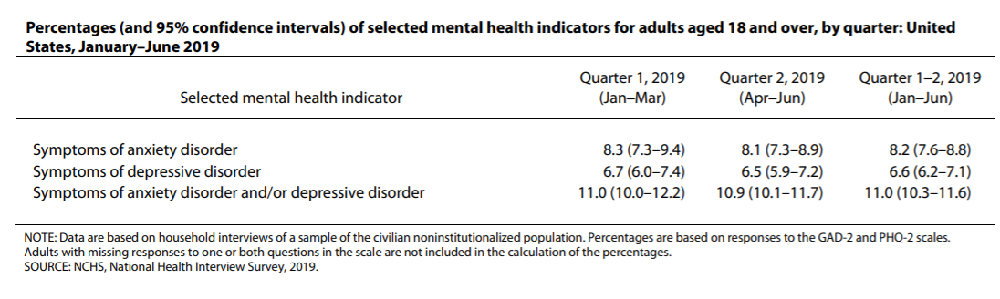 Percentages (and 95% confidence intervals) of selected mental health indicators for adults aged 18 and over, by quarter: United
States, January–June 2019
Selected mental health indicator Quarter 1, 2019 (Jan–Mar) Quarter 2, 2019 (Apr–Jun) Quarter 1–2, 2019 (Jan–Jun)
Symptoms of anxiety disorder 8.3 (7.3–9.4) 8.1 (7.3–8.9) 8.2 (7.6–8.8)
Symptoms of depressive disorder 6.7 (6.0–7.4) 6.5 (5.9–7.2) 6.6 (6.2–7.1)
Symptoms of anxiety disorder and/or depressive disorder 11.0 (10.0–12.2) 10.9 (10.1–11.7) 11.0 (10.3–11.6)
NOTE: Data are based on household interviews of a sample of the civilian noninstitutionalized population. Percentages are based on responses to the GAD-2 and PHQ-2 scales.
Adults with missing responses to one or both questions in the scale are not included in the calculation of the percentages.
SOURCE: NCHS, National Health Interview Survey, 2019.